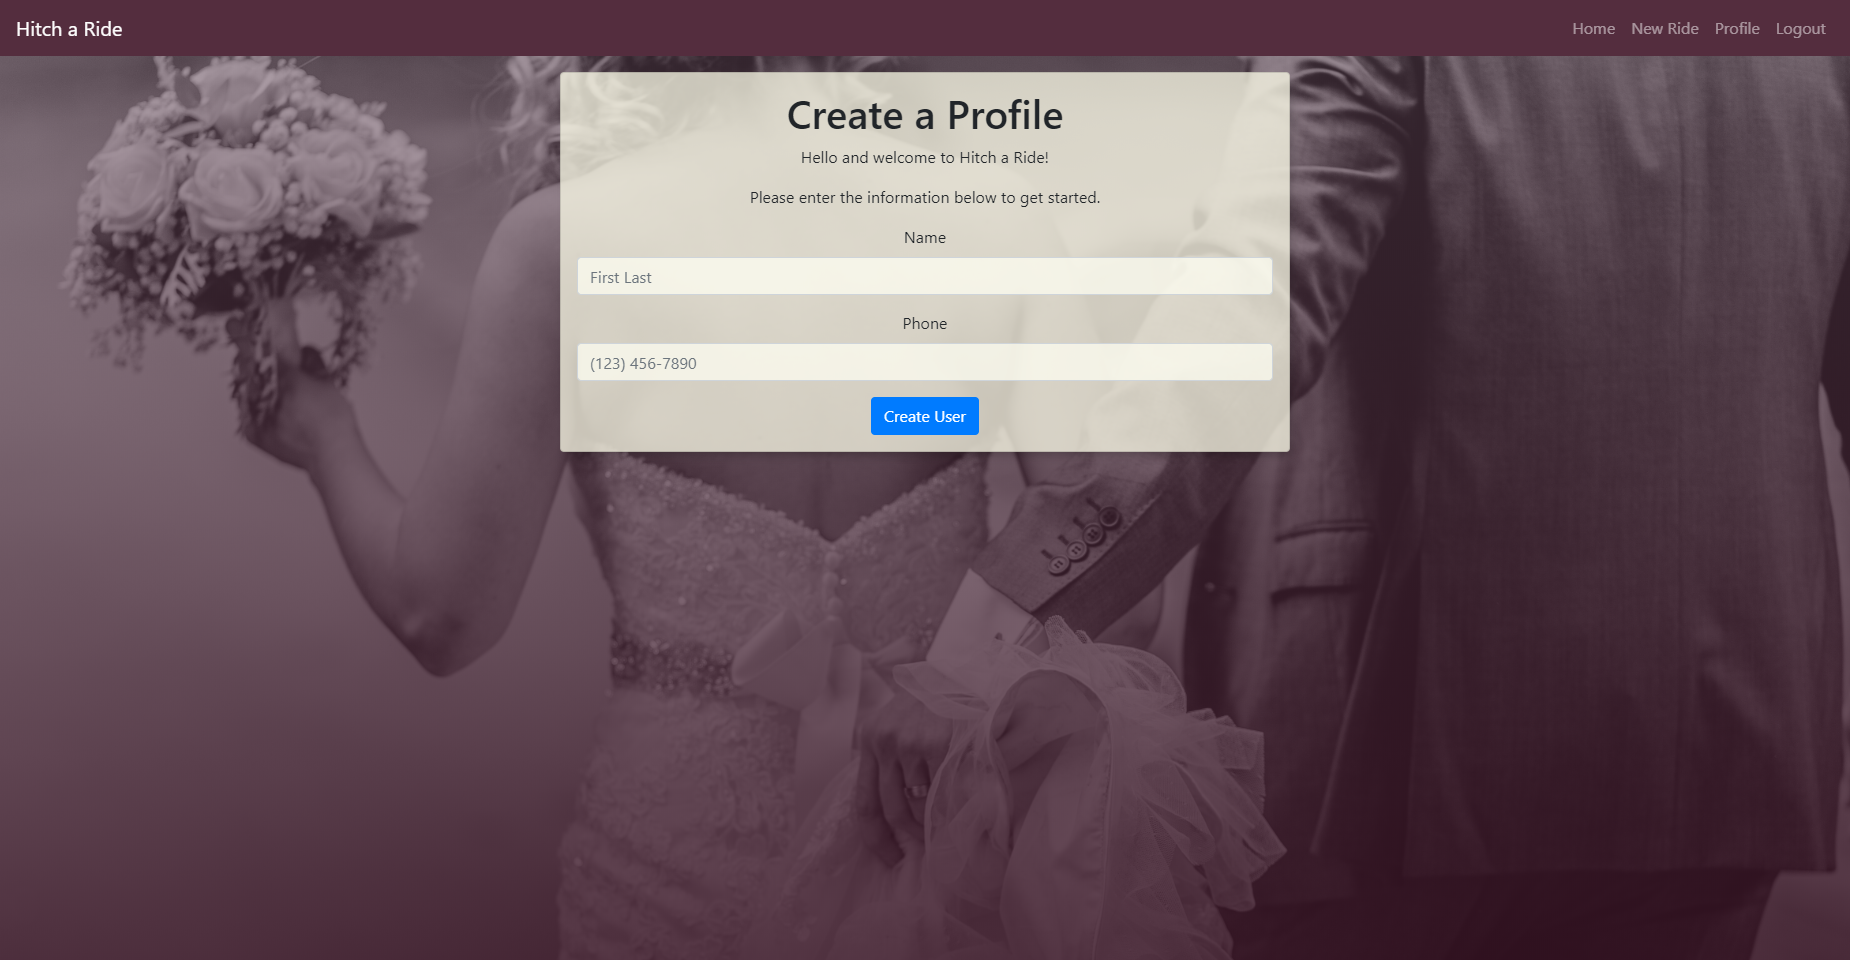 Hitch a Ride
Home New Ride Profile Logout
Create a Profile
Hello and welcome to Hitch a Ride!
Please enter the information below to get started.
Name
First Last
Phone
(123) 456-7890
Create User